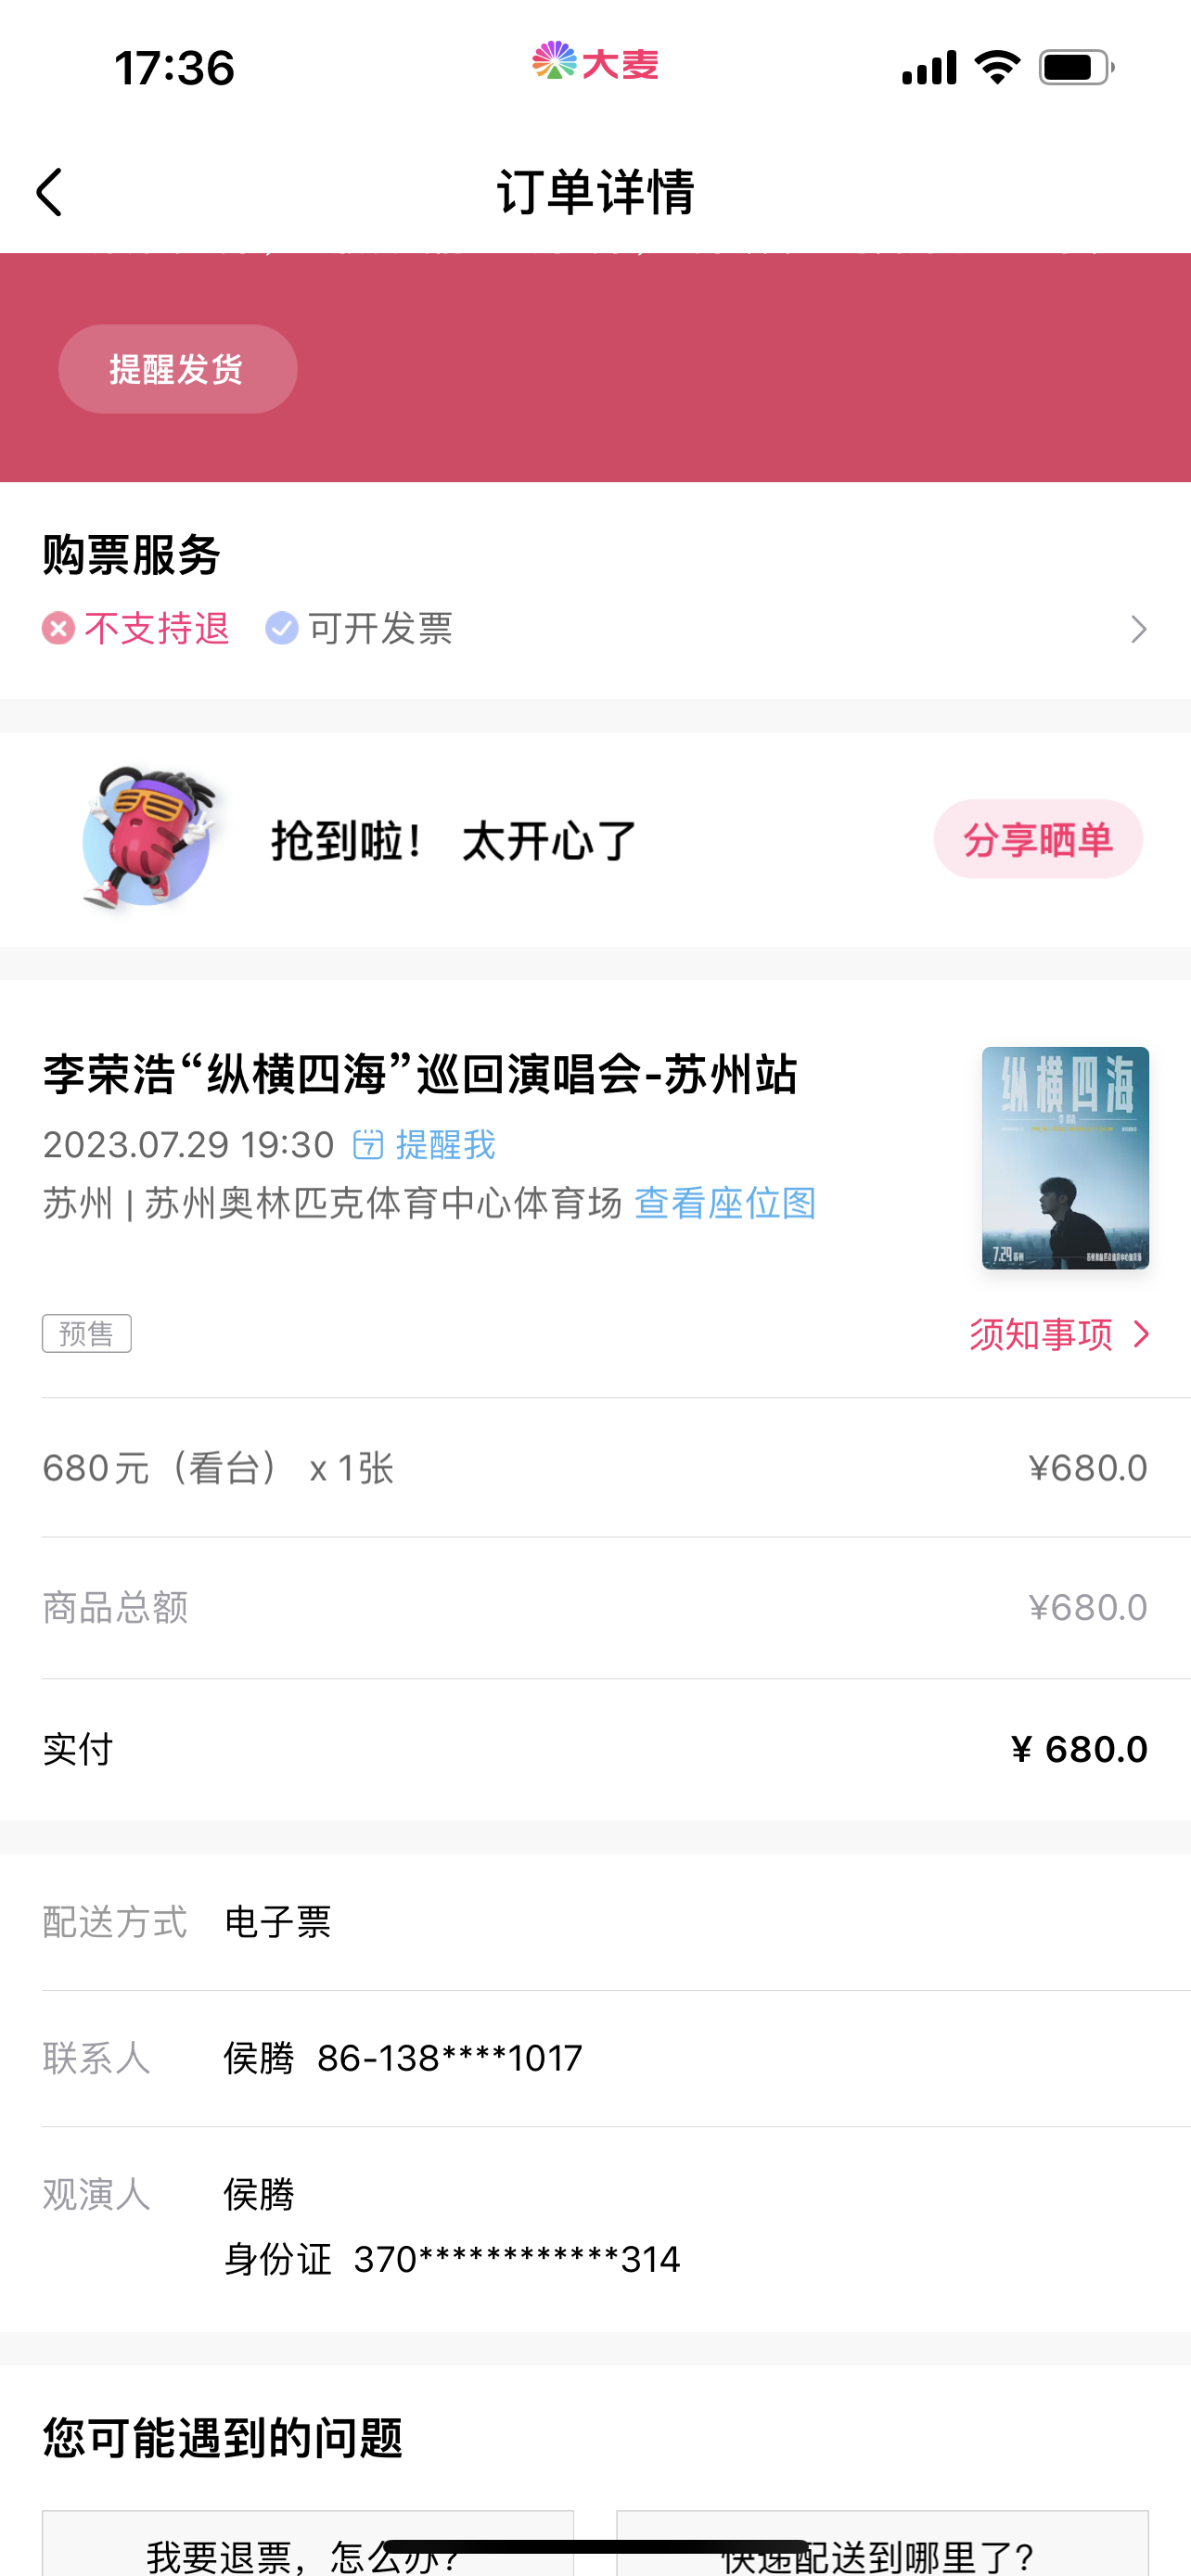 17:36
大麦
订单详情
提醒发货
购票服务
不支持退 可开发票
抢到啦！ 太开心了
分享晒单
李荣浩“纵横四海”巡回演唱会-苏州站
纵横四海
2023.07.29 19:30 7 提醒我
苏州 | 苏州奥林匹克体育中心体育场 查看座位图
7.29 苏州
预售
须知事项
680元（看台） x 1张 ¥680.0
商品总额 ¥680.0
实付 ¥ 680.0
配送方式 电子票
联系人 侯腾 86-138****1017
观演人 侯腾
身份证 370************314
您可能遇到的问题
我要退票，怎么办？
快递配送到哪里了？